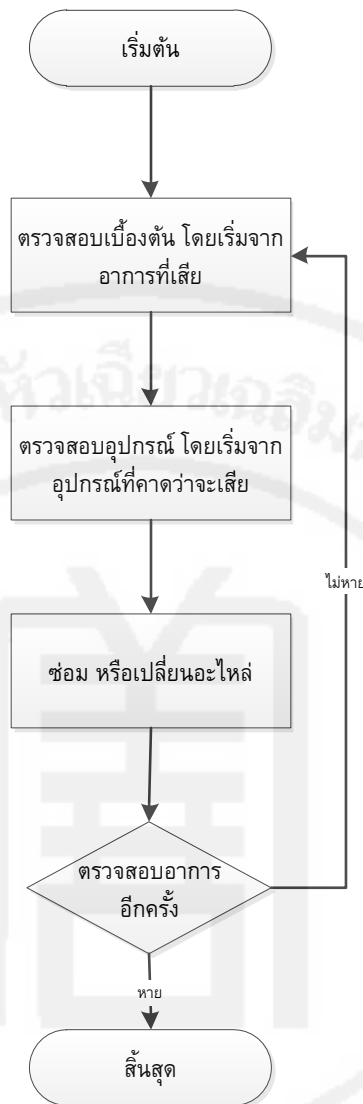 เริ่มต้น
ตรวจสอบเบื้องต้น โดยเริ่มจาก
อาการที่เสีย
ตรวจสอบอุปกรณ์ โดยเริ่มจาก
อุปกรณ์ที่คาดว่าจะเสีย
ไม่หาย
ซ่อม หรือเปลี่ยนอะไหล่
ตรวจสอบอาการ
อีกครั้ง
หาย
สิ้นสุด